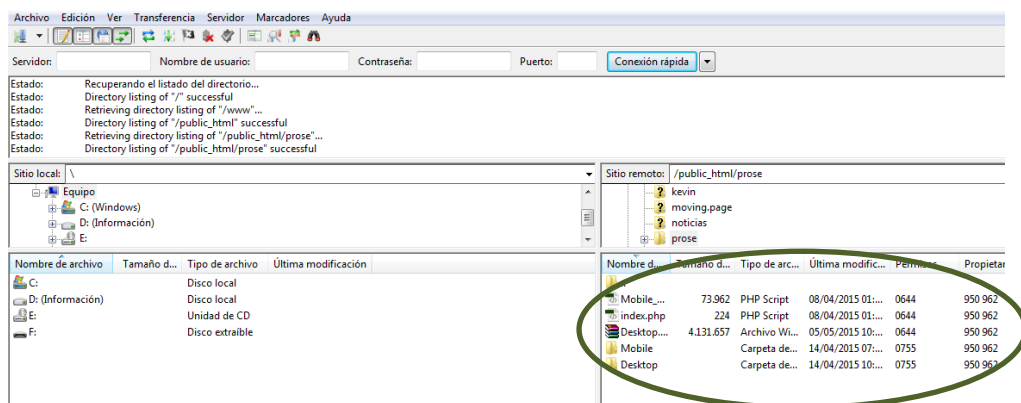 Archivo Edición Ver Transferencia Servidor Marcadores Ayuda
Servidor: Nombre de usuario: Contraseña: Puerto: Conexión rápida
Estado: Recuperando el listado del directorio...
Estado: Directory listing of "/" successful
Estado: Retrieving directory listing of "/www"...
Estado: Directory listing of "/public_html" successful
Estado: Retrieving directory listing of "/public_html/prose"...
Estado: Directory listing of "/public_html/prose" successful
Sitio local: \
Equipo
C: (Windows)
D: (Información)
E:
Sitio remoto: /public_html/prose
kevin
moving.page
noticias
prose
Nombre de archivo Tamaño d... Tipo de archivo Última modificación
C: Disco local
D: (Información) Disco local
E: Unidad de CD
F: Disco extraíble
Nombre d... Tamaño d... Tipo de arc... Última modific... Permisos Propietar
..
Mobile_... 73.962 PHP Script 08/04/2015 01:... 0644 950 962
index.php 224 PHP Script 08/04/2015 01:... 0644 950 962
Desktop.... 4.131.657 Archivo Wi... 05/05/2015 10:... 0644 950 962
Mobile Carpeta de... 14/04/2015 07:... 0755 950 962
Desktop Carpeta de... 14/04/2015 10:... 0755 950 962